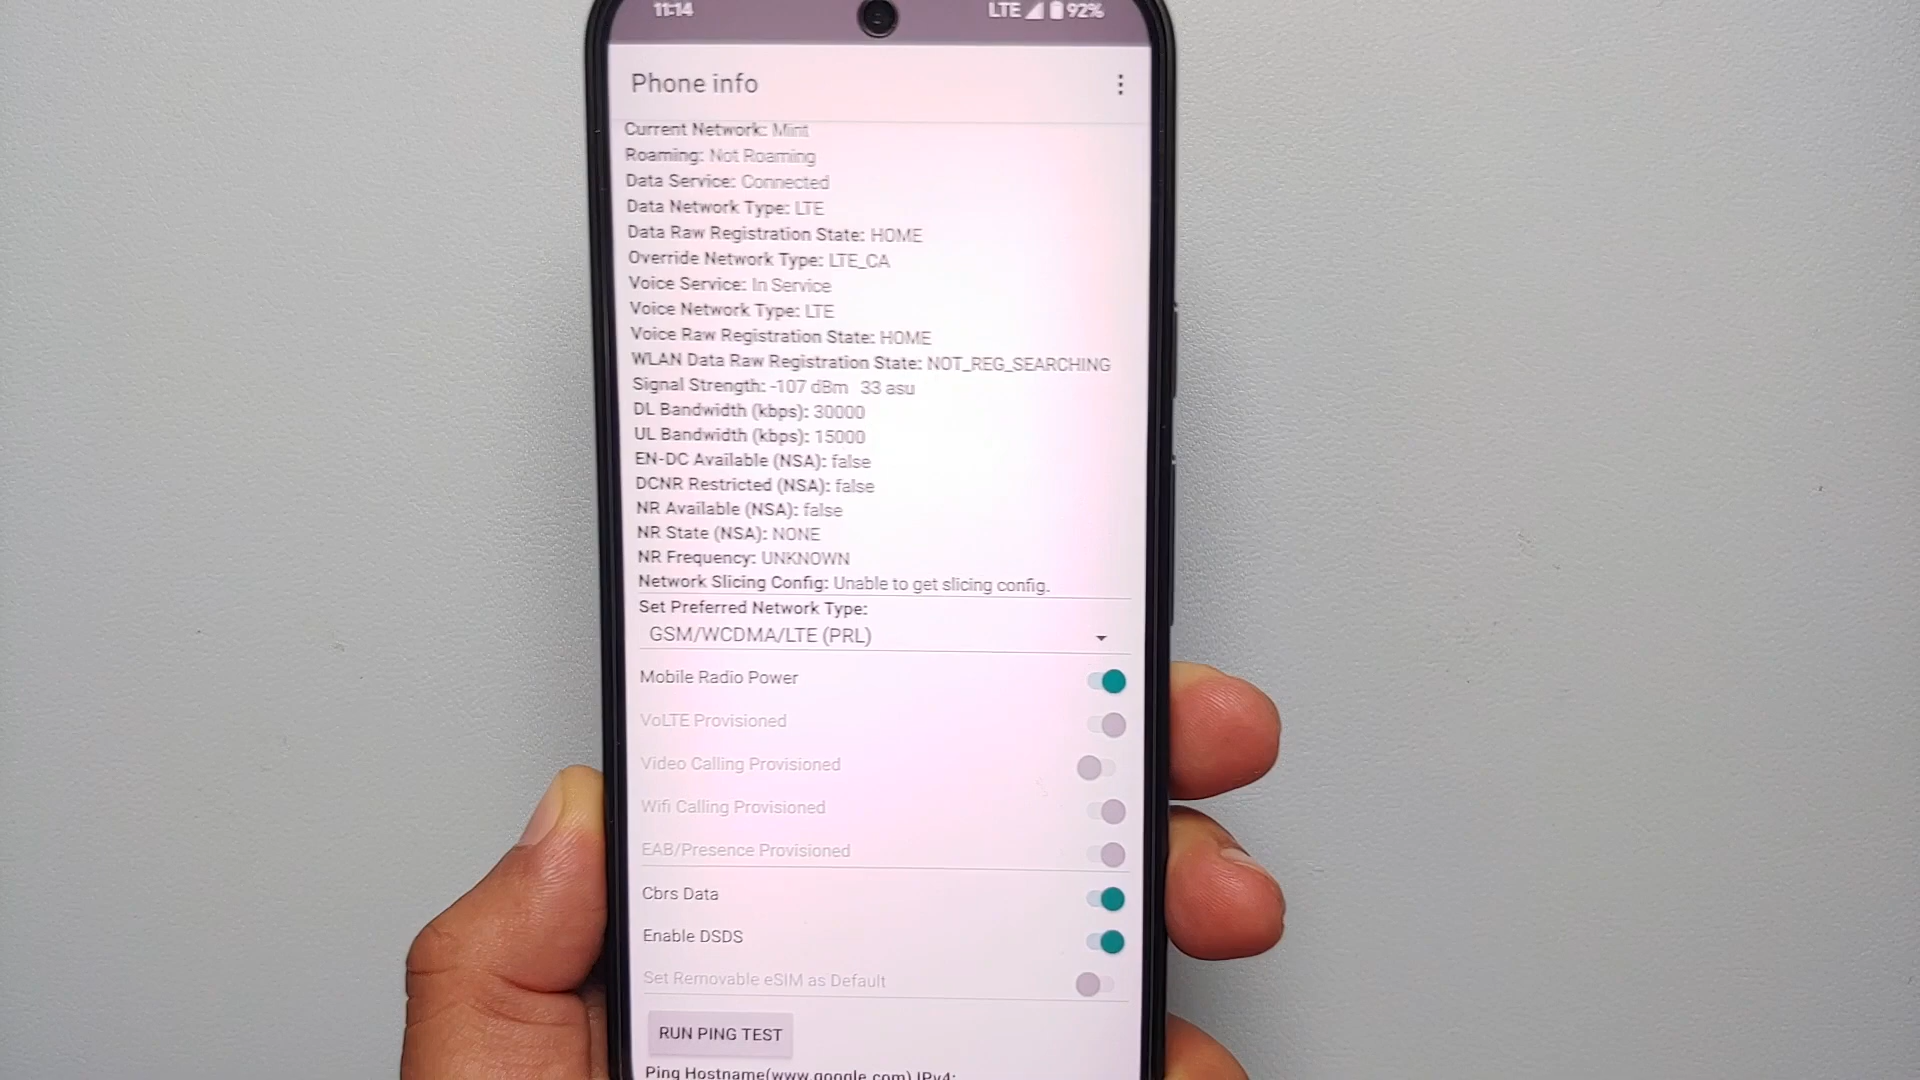 11:14 LTE 92%
Phone info
Current Network: Mint
Roaming: Not Roaming
Data Service: Connected
Data Network Type: LTE
Data Raw Registration State: HOME
Override Network Type: LTE_CA
Voice Service: In Service
Voice Network Type: LTE
Voice Raw Registration State: HOME
WLAN Data Raw Registration State: NOT_REG_SEARCHING
Signal Strength: -107 dBm 33 asu
DL Bandwidth (kbps): 30000
UL Bandwidth (kbps): 15000
EN-DC Available (NSA): false
DCNR Restricted (NSA): false
NR Available (NSA): false
NR State (NSA): NONE
NR Frequency: UNKNOWN
Network Slicing Config: Unable to get slicing config.
Set Preferred Network Type:
GSM/WCDMA/LTE (PRL)
Mobile Radio Power
VoLTE Provisioned
Video Calling Provisioned
Wifi Calling Provisioned
EAB/Presence Provisioned
Cbrs Data
Enable DSDS
Set Removable eSIM as Default
RUN PING TEST
Ping Hostname(www.google.com) IPv4: